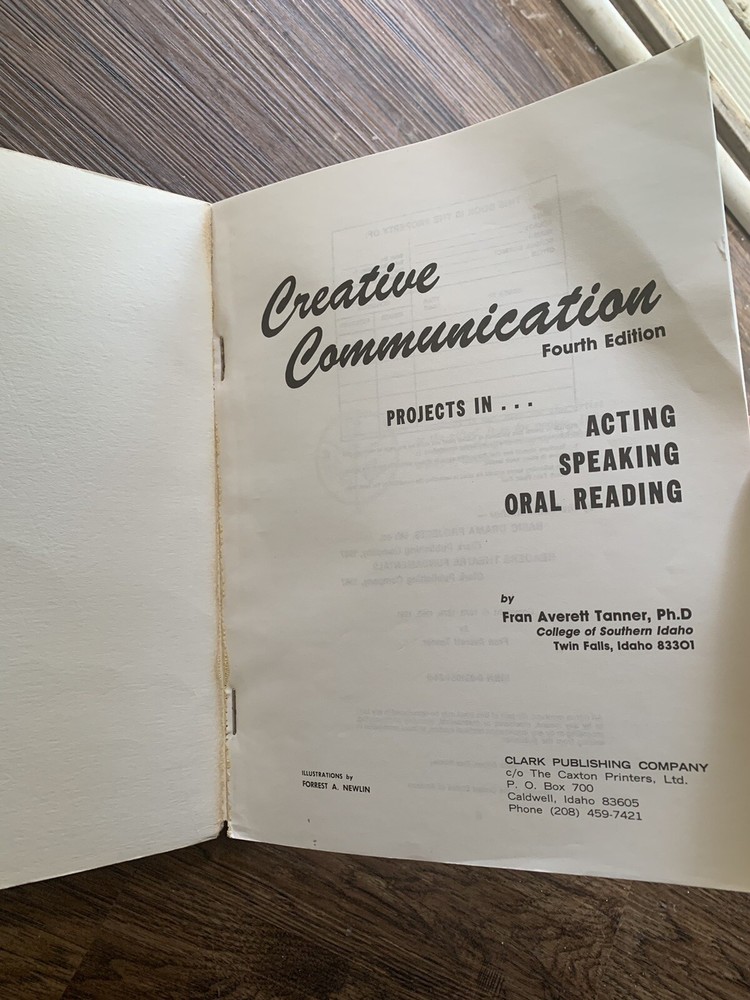 Creative
Communication
Fourth Edition
PROJECTS IN . . .
ACTING
SPEAKING
ORAL READING
by
Fran Averett Tanner, Ph.D
College of Southern Idaho
Twin Falls, Idaho 83301
ILLUSTRATIONS by
FORREST A. NEWLIN
CLARK PUBLISHING COMPANY
c/o The Caxton Printers, Ltd.
P. O. Box 700
Caldwell, Idaho 83605
Phone (208) 459-7421